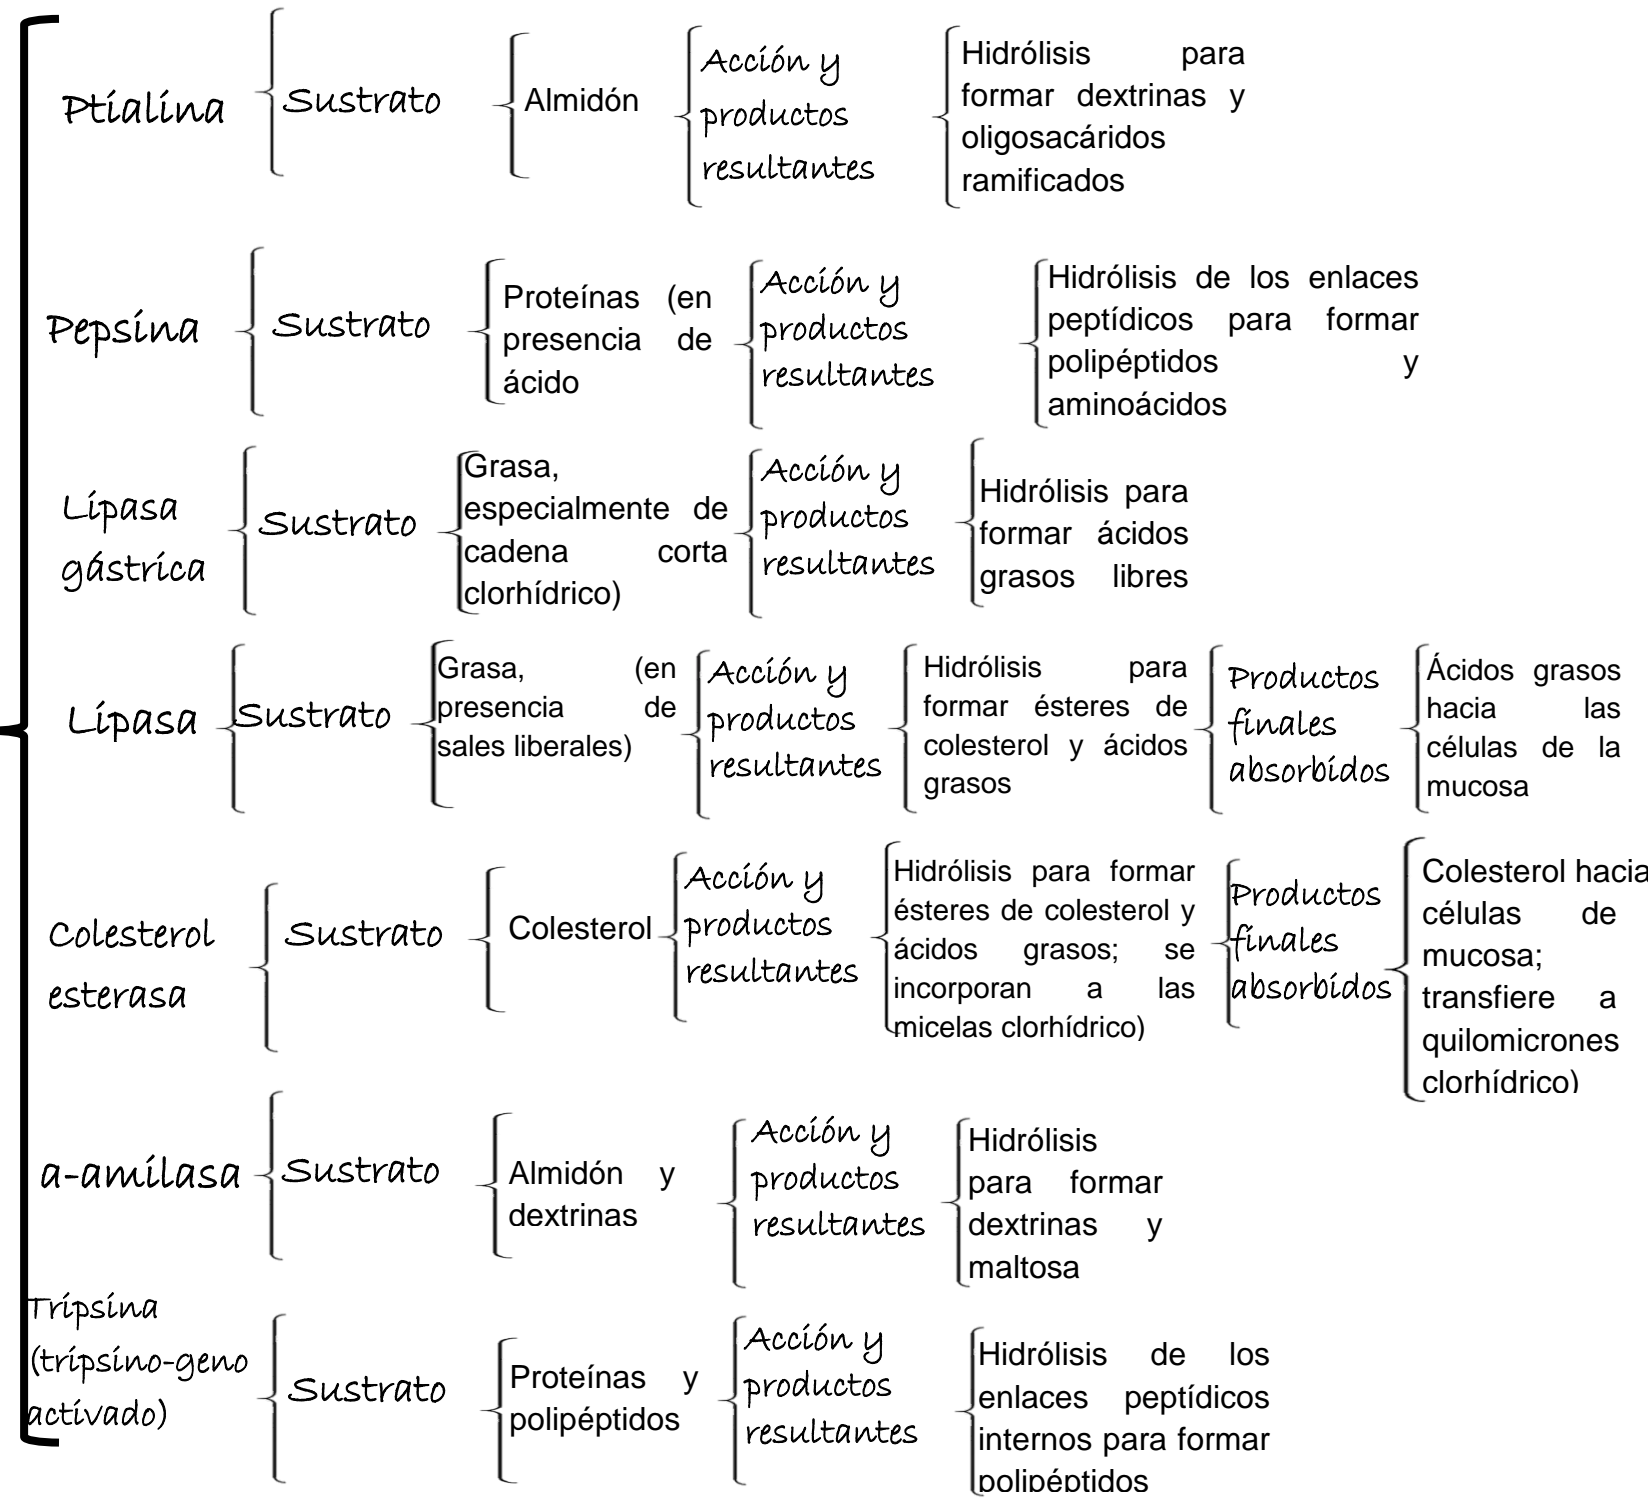 Ptialina
Sustrato
Almidón
Acción y
productos
resultantes
Hidrólisis para
formar dextrinas y
oligosacáridos
ramificados
Pepsina
Sustrato
Proteínas (en
presencia de
ácido
Acción y
productos
resultantes
Hidrólisis de los enlaces
peptídicos para formar
polipéptidos y
aminoácidos
Lipasa
gástrica
Sustrato
Grasa,
especialmente de
cadena corta
clorhídrico)
Acción y
productos
resultantes
Hidrólisis para
formar ácidos
grasos libres
Lipasa
Sustrato
Grasa, (en
presencia de
sales liberales)
Acción y
productos
resultantes
Hidrólisis para
formar ésteres de
colesterol y ácidos
grasos
Productos
finales
absorbidos
Ácidos grasos
hacia las
células de la
mucosa
Colesterol
esterasa
Sustrato
Colesterol
Acción y
productos
resultantes
Hidrólisis para formar
ésteres de colesterol y
ácidos grasos; se
incorporan a las
micelas clorhídrico)
Productos
finales
absorbidos
Colesterol hacia
células de
mucosa;
transfiere a
quilomicrones
clorhídrico)
a-amilasa
Sustrato
Almidón y
dextrinas
Acción y
productos
resultantes
Hidrólisis
para formar
dextrinas y
maltosa
Tripsina
(tripsino-geno
activado)
Sustrato
Proteínas y
polipéptidos
Acción y
productos
resultantes
Hidrólisis de los
enlaces peptídicos
internos para formar
polipéptidos